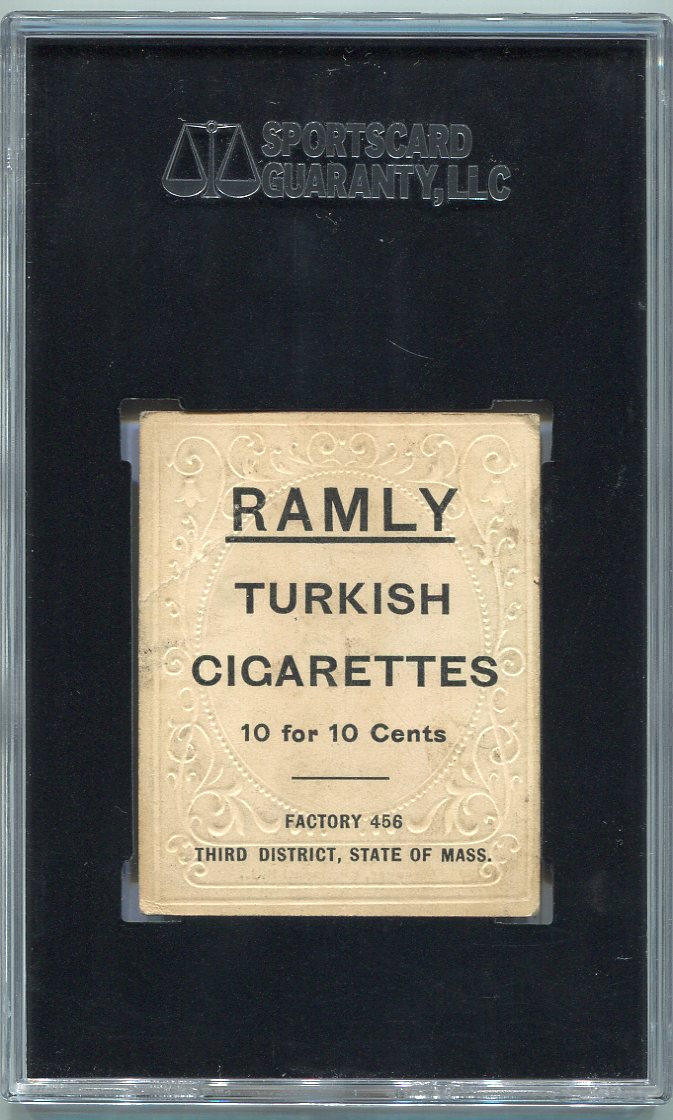 SPORTSCARD
GUARANTY, LLC
RAMLY
TURKISH
CIGARETTES
10 for 10 Cents
FACTORY 456
THIRD DISTRICT, STATE OF MASS.